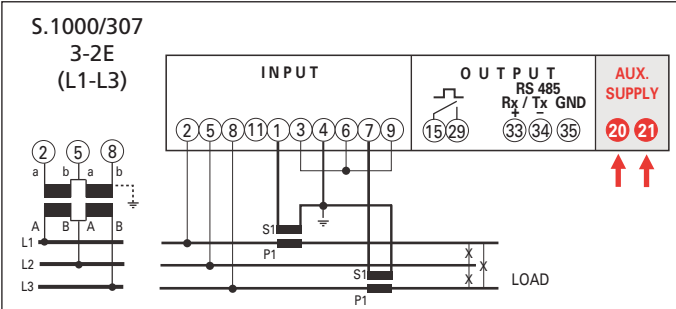 S.1000/307
3-2E
(L1-L3)
INPUT
OUTPUT
RS 485
Rx / Tx GND
+ −
AUX.
SUPPLY
2 5 8 11 1 3 4 6 7 9
15 29 33 34 35
20 21
2 5 8
a b a b
A B A B
L1
L2
L3
S1
P1
S1
P1
X
X
X
LOAD